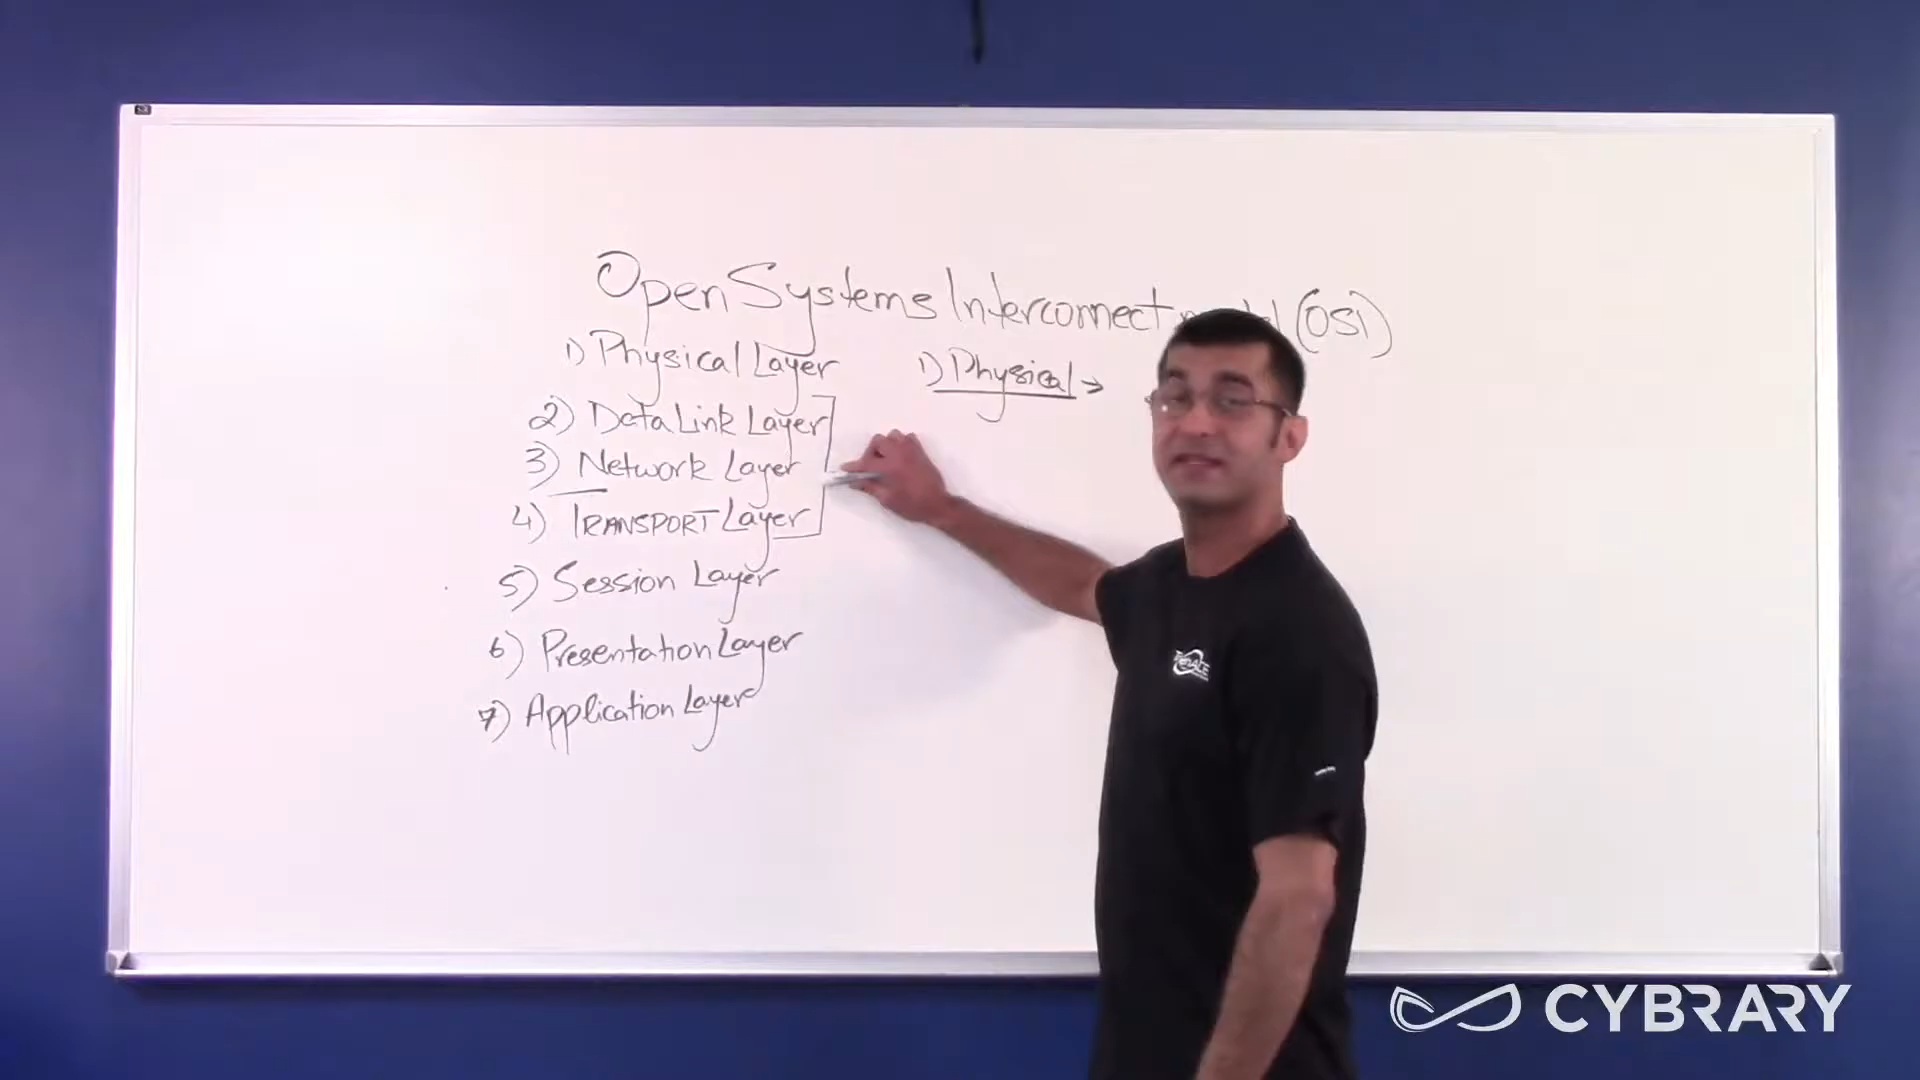 Open Systems Interconnect (OSI)
1) Physical Layer
2) Data Link Layer
3) Network Layer
4) TRANSPORT Layer
5) Session Layer
6) Presentation Layer
7) Application Layer
1) Physical →
CYBRARY